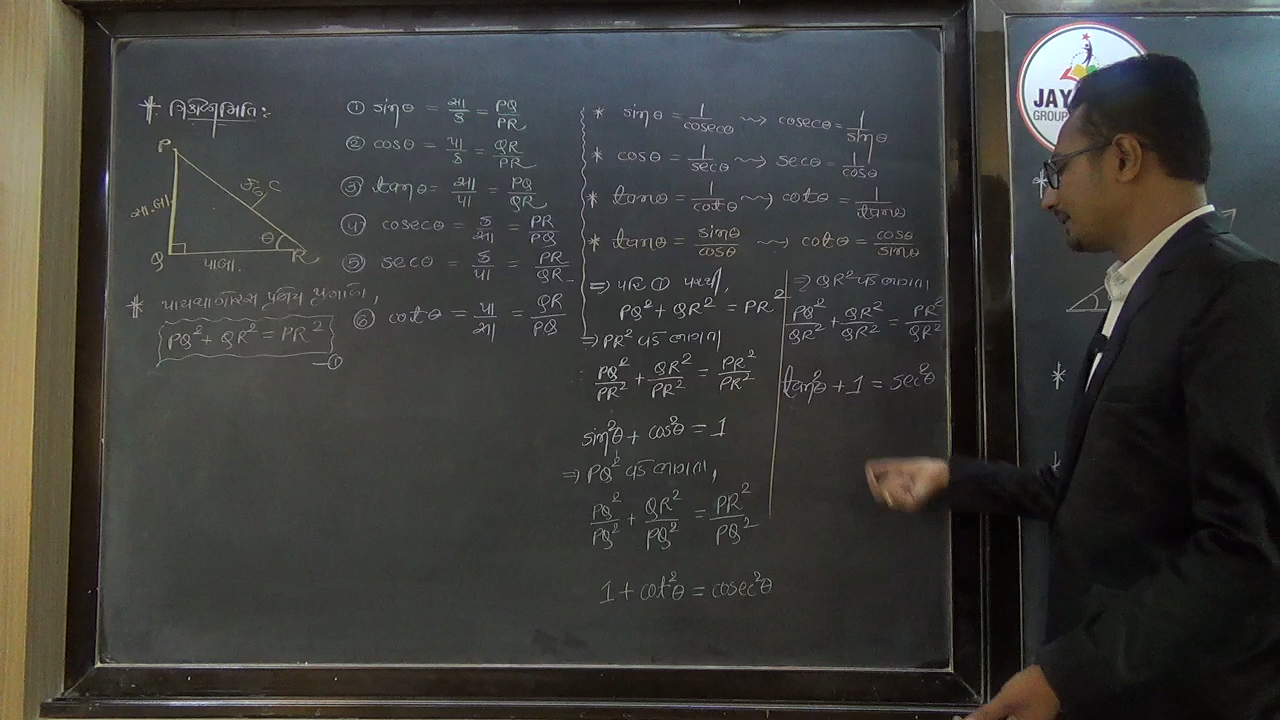 * ત્રિકોણમિતિ:
P
સા.બા.
કર્ણ
θ
Q
R
પા.બા.
* પાયથાગોરસ પ્રમેય પ્રમાણે,
PQ² + QR² = PR²
①
① sinθ = સા/ક = PQ/PR
② cosθ = પા/ક = QR/PR
③ tanθ = સા/પા = PQ/QR
④ cosecθ = ક/સા = PR/PQ
⑤ secθ = ક/પા = PR/QR
⑥ cotθ = પા/સા = QR/PQ
* sinθ = 1/cosecθ ⇝ cosecθ = 1/sinθ
* cosθ = 1/secθ ⇝ secθ = 1/cosθ
* tanθ = 1/cotθ ⇝ cotθ = 1/tanθ
* tanθ = sinθ/cosθ ⇝ cotθ = cosθ/sinθ
⇒ પરિ ① પરથી,
PQ² + QR² = PR²
⇒ PR² વડે ભાગતા
∴ PQ²/PR² + QR²/PR² = PR²/PR²
sin²θ + cos²θ = 1
⇒ PQ² વડે ભાગતા,
PQ²/PQ² + QR²/PQ² = PR²/PQ²
1 + cot²θ = cosec²θ
⇒ QR² વડે ભાગતા
PQ²/QR² + QR²/QR² = PR²/QR²
tan²θ + 1 = sec²θ
JAY
GROUP